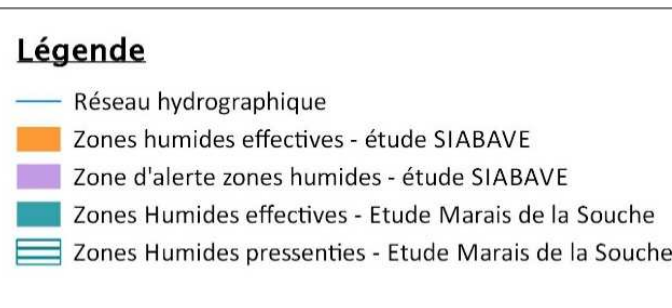 Légende
Réseau hydrographique
Zones humides effectives - étude SIABAVE
Zone d'alerte zones humides - étude SIABAVE
Zones Humides effectives - Etude Marais de la Souche
Zones Humides pressenties - Etude Marais de la Souche